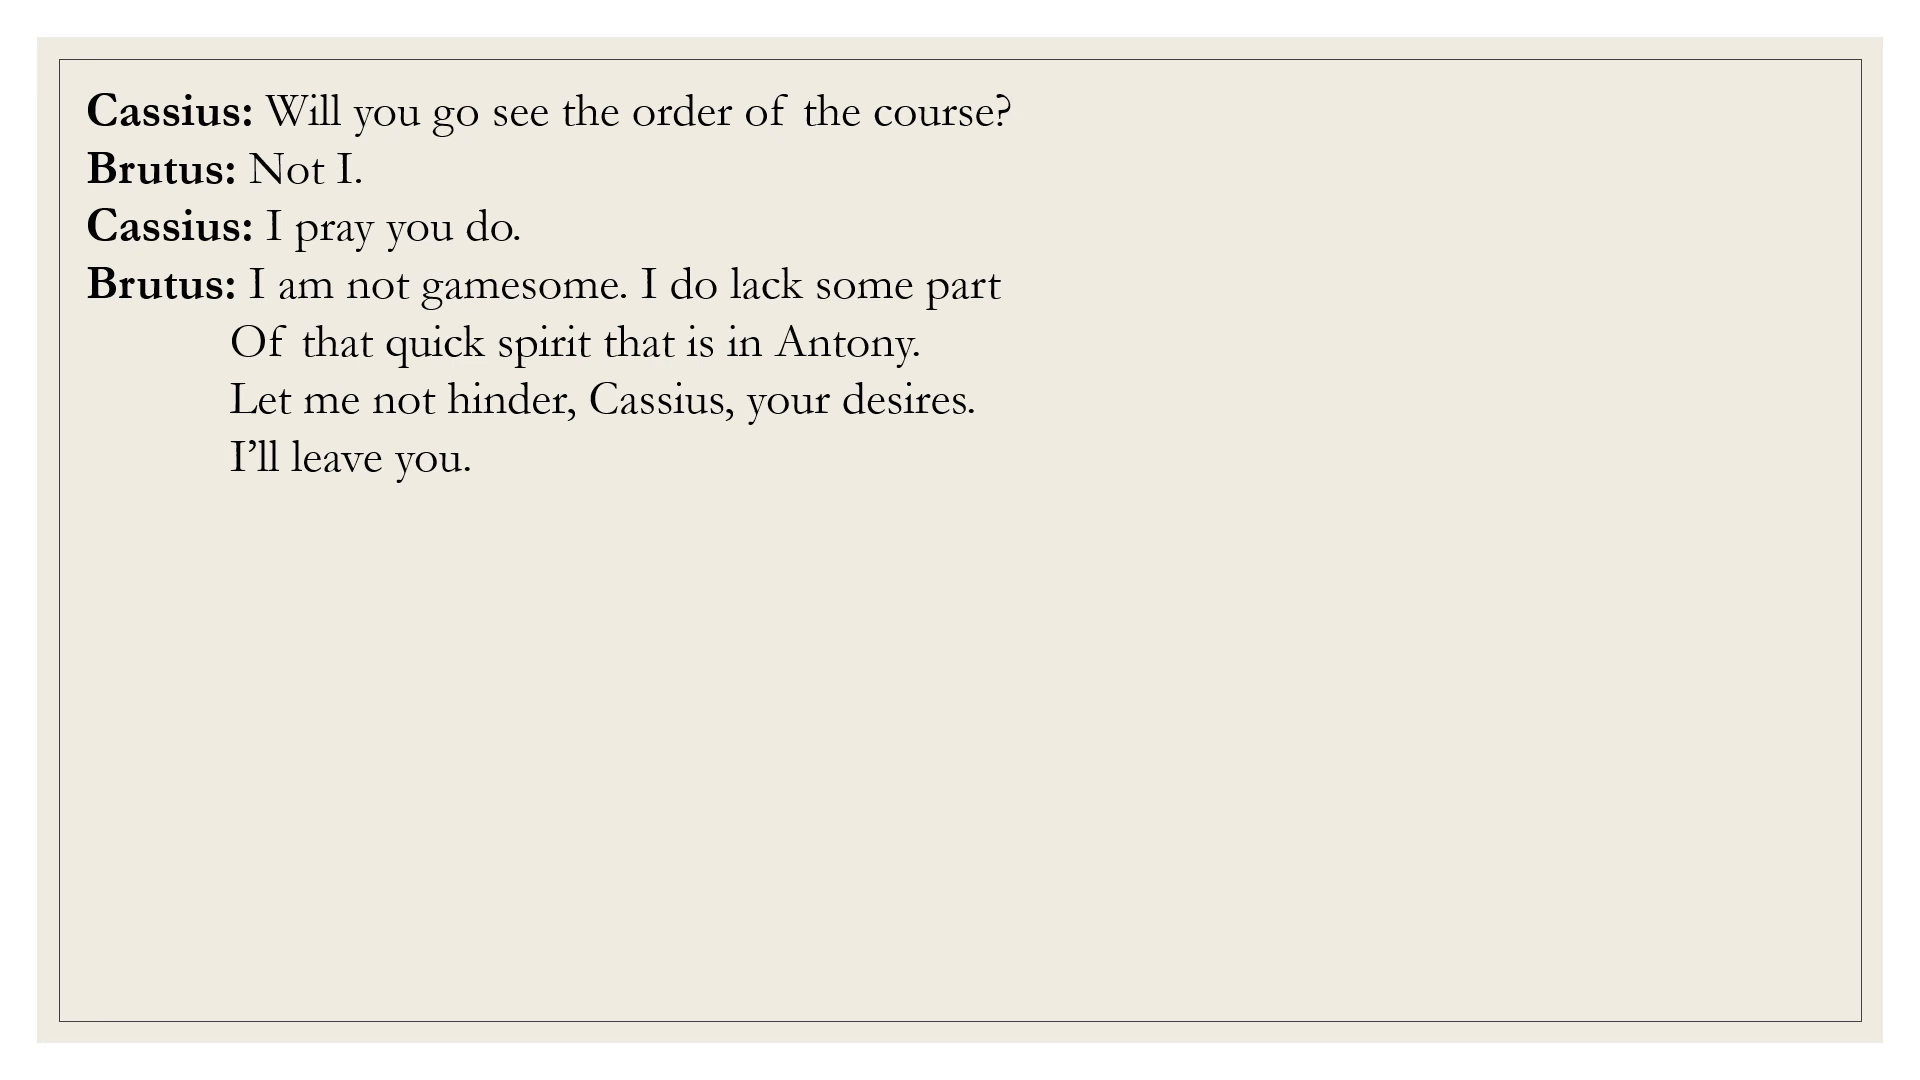 Cassius: Will you go see the order of the course?
Brutus: Not I.
Cassius: I pray you do.
Brutus: I am not gamesome. I do lack some part
Of that quick spirit that is in Antony.
Let me not hinder, Cassius, your desires.
I’ll leave you.